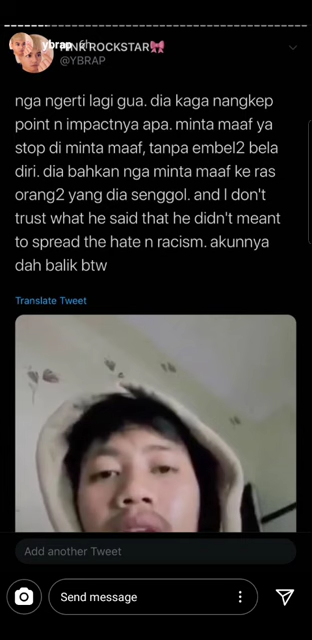 ybrap 6h
PINK ROCKSTAR🎀
@YBRAP
nga ngerti lagi gua. dia kaga nangkep
point n impactnya apa. minta maaf ya
stop di minta maaf, tanpa embel2 bela
diri. dia bahkan nga minta maaf ke ras
orang2 yang dia senggol. and I don't
trust what he said that he didn't meant
to spread the hate n racism. akunnya
dah balik btw
Translate Tweet
Add another Tweet
Send message